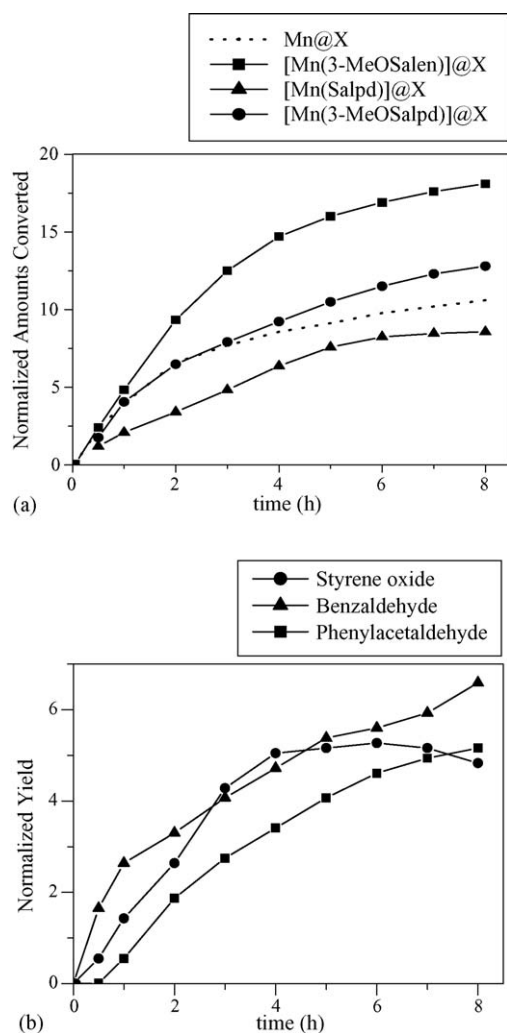 Mn@X
[Mn(3-MeOSalen)]@X
[Mn(Salpd)]@X
[Mn(3-MeOSalpd)]@X
20
15
10
5
0
Normalized Amounts Converted
0 2 4 6 8
time (h)
(a)
Styrene oxide
Benzaldehyde
Phenylacetaldehyde
6
4
2
0
Normalized Yield
0 2 4 6 8
time (h)
(b)